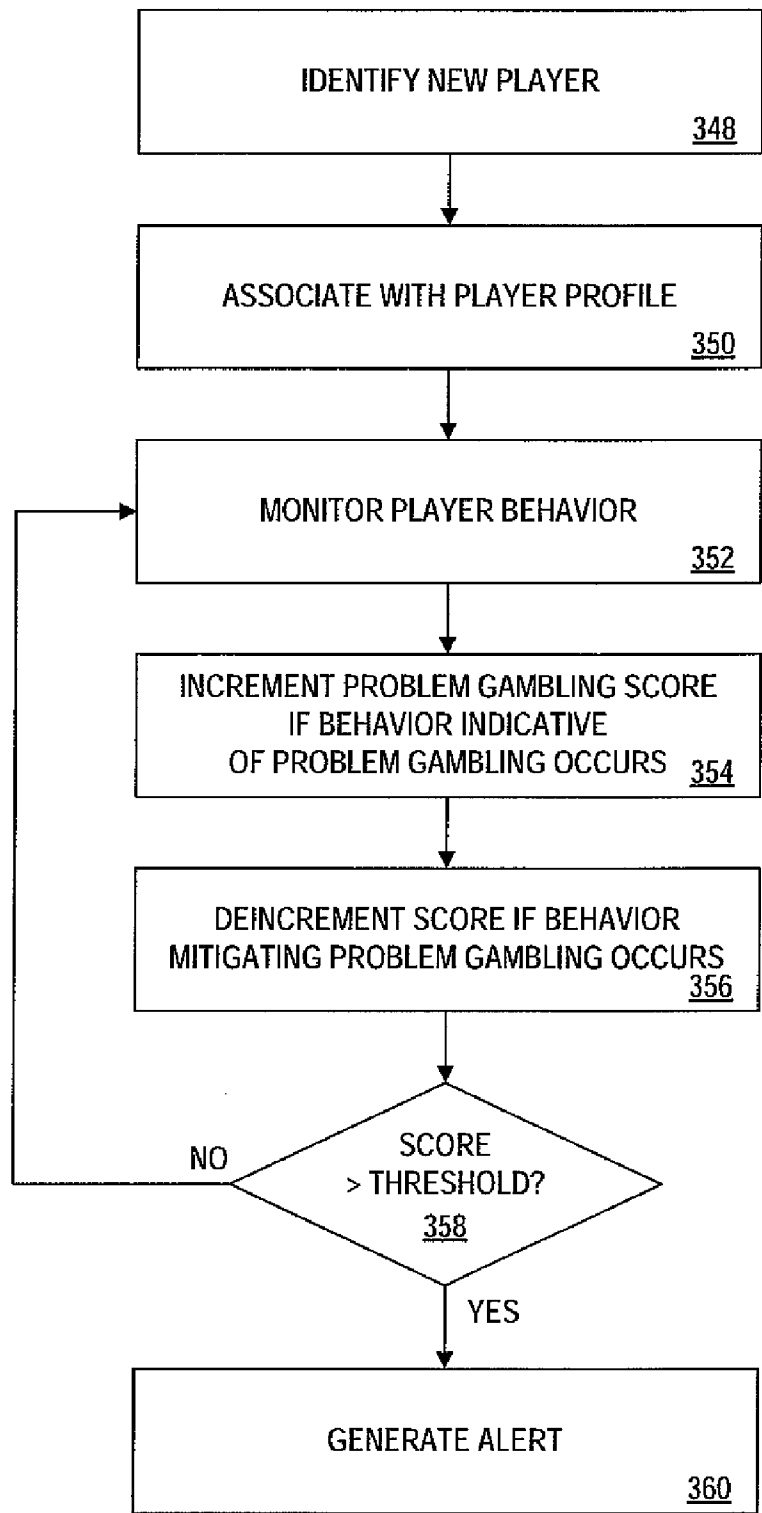 IDENTIFY NEW PLAYER
348
ASSOCIATE WITH PLAYER PROFILE
350
MONITOR PLAYER BEHAVIOR
352
INCREMENT PROBLEM GAMBLING SCORE
IF BEHAVIOR INDICATIVE
OF PROBLEM GAMBLING OCCURS
354
DEINCREMENT SCORE IF BEHAVIOR
MITIGATING PROBLEM GAMBLING OCCURS
356
SCORE
> THRESHOLD?
358
NO
YES
GENERATE ALERT
360